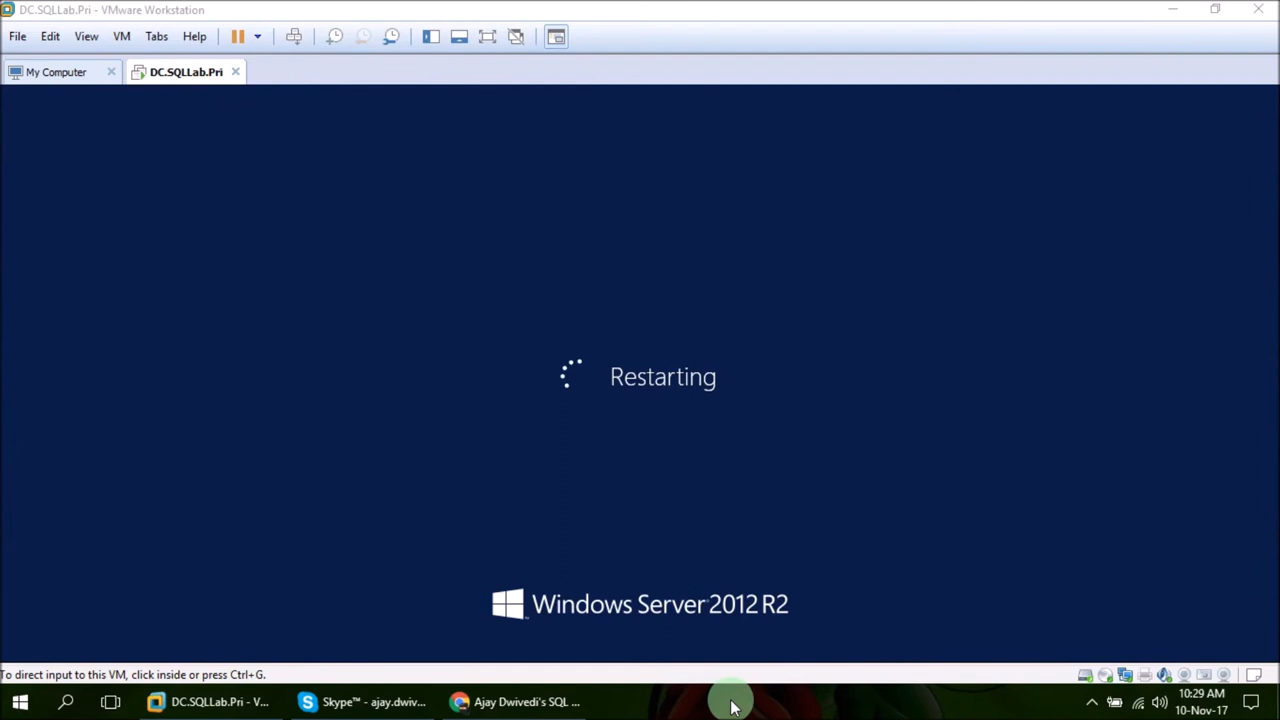 DC.SQLLab.Pri - VMware Workstation
File Edit View VM Tabs Help
My Computer DC.SQLLab.Pri
Restarting
Windows Server 2012 R2
To direct input to this VM, click inside or press Ctrl+G.
DC.SQLLab.Pri - V... Skype™ - ajay.dwiv... Ajay Dwivedi's SQL ... 10:29 AM
10-Nov-17